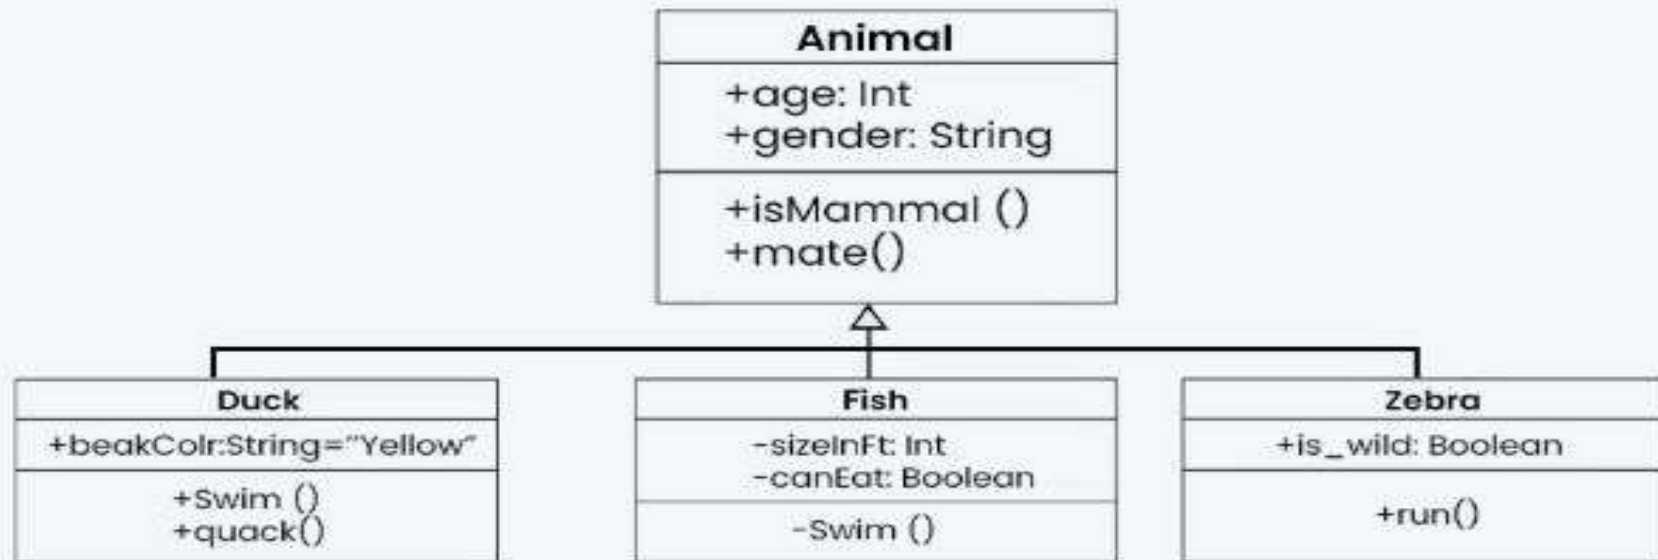 Animal
+age: Int
+gender: String
+isMammal ()
+mate()
Duck
+beakColr:String="Yellow"
+Swim ()
+quack()
Fish
-sizeInFt: Int
-canEat: Boolean
-Swim ()
Zebra
+is_wild: Boolean
+run()